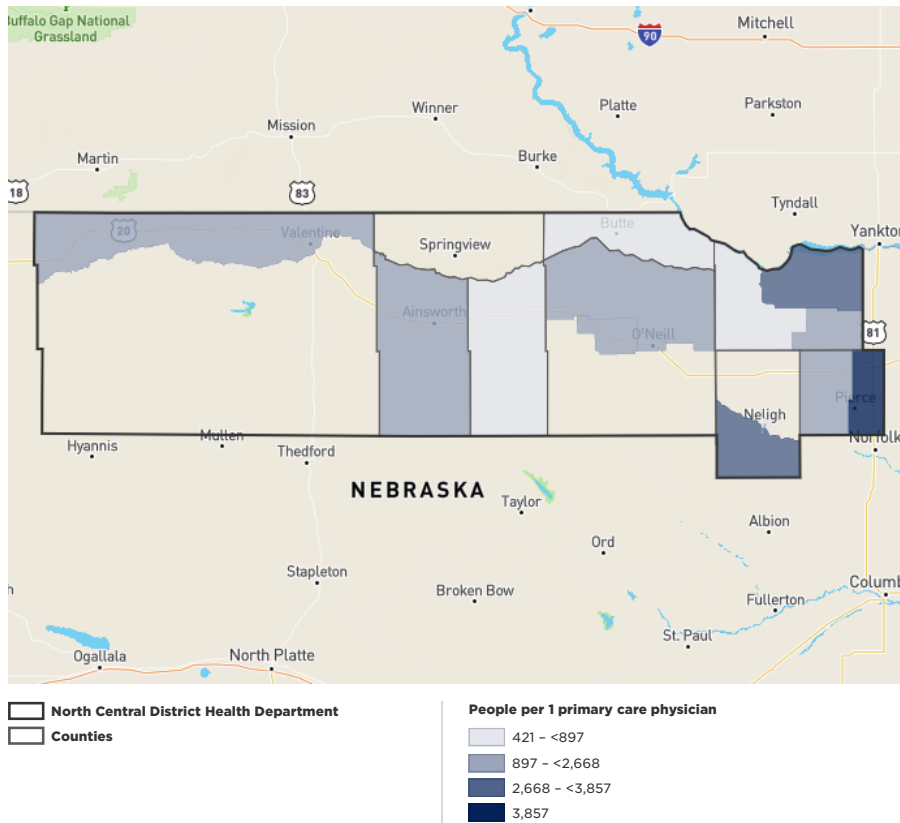 Buffalo Gap National
Grassland
Mitchell
90
Platte
Parkston
Winner
Mission
Martin
Burke
18
83
Tyndall
20
Valentine
Butte
Springview
Yankton
Ainsworth
O'Neill
81
Pierce
Neligh
Hyannis
Mullen
Thedford
Norfolk
NEBRASKA
Taylor
Albion
Ord
Stapleton
Broken Bow
Colum
Fullerton
St. Paul
Ogallala
North Platte
North Central District Health Department
Counties
People per 1 primary care physician
421 – <897
897 – <2,668
2,668 – <3,857
3,857